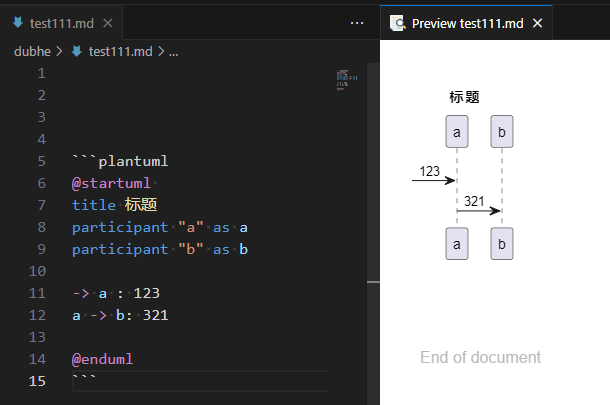 test111.md
dubhe > test111.md > ...
1
2
3
4
5 ```plantuml
6 @startuml
7 title 标题
8 participant "a" as a
9 participant "b" as b
10
11 -> a : 123
12 a -> b: 321
13
14 @enduml
15 ```
Preview test111.md
标题
a b
123
321
a b
End of document